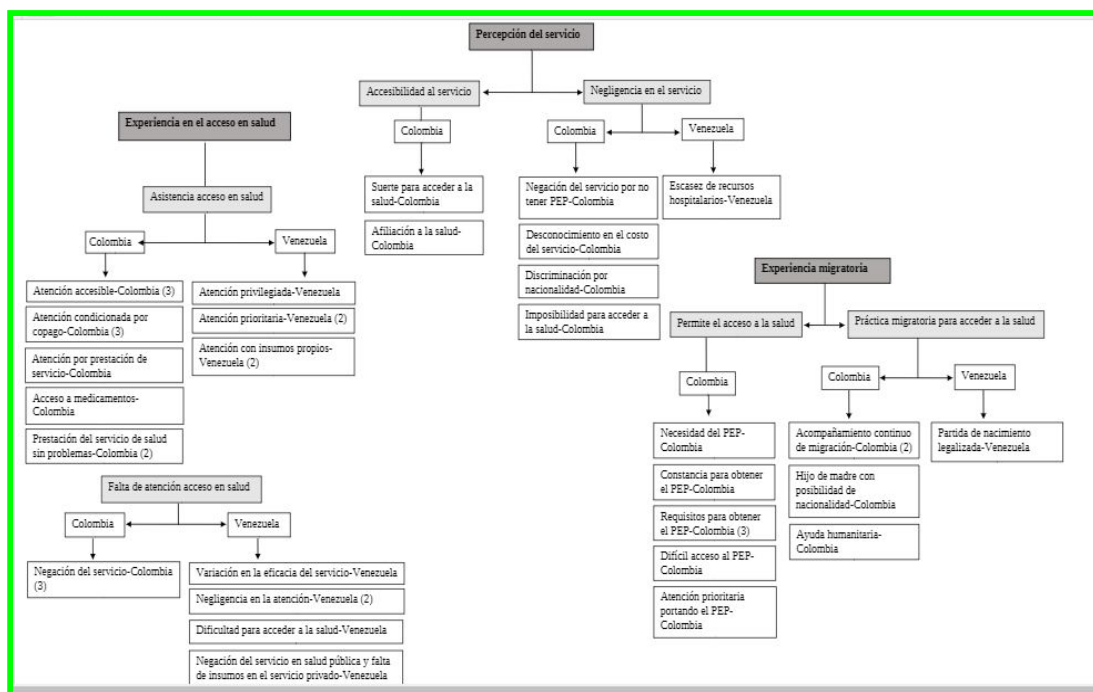 Percepción del servicio
Accesibilidad al servicio
Negligencia en el servicio
Colombia
Colombia
Venezuela
Suerte para acceder a la
salud-Colombia
Afiliación a la salud-
Colombia
Negación del servicio por no
tener PEP-Colombia
Desconocimiento en el costo
del servicio-Colombia
Discriminación por
nacionalidad-Colombia
Imposibilidad para acceder a
la salud-Colombia
Escasez de recursos
hospitalarios-Venezuela
Experiencia en el acceso en salud
Asistencia acceso en salud
Colombia
Venezuela
Atención accesible-Colombia (3)
Atención condicionada por
copago-Colombia (3)
Atención por prestación de
servicio-Colombia
Acceso a medicamentos-
Colombia
Prestación del servicio de salud
sin problemas-Colombia (2)
Atención privilegiada-Venezuela
Atención prioritaria-Venezuela (2)
Atención con insumos propios-
Venezuela (2)
Falta de atención acceso en salud
Colombia
Venezuela
Negación del servicio-Colombia
(3)
Variación en la eficacia del servicio-Venezuela
Negligencia en la atención-Venezuela (2)
Dificultad para acceder a la salud-Venezuela
Negación del servicio en salud pública y falta
de insumos en el servicio privado-Venezuela
Experiencia migratoria
Permite el acceso a la salud
Práctica migratoria para acceder a la salud
Colombia
Colombia
Venezuela
Necesidad del PEP-
Colombia
Constancia para obtener
el PEP-Colombia
Requisitos para obtener
el PEP-Colombia (3)
Difícil acceso al PEP-
Colombia
Atención prioritaria
portando el PEP-
Colombia
Acompañamiento continuo
de migración-Colombia (2)
Hijo de madre con
posibilidad de
nacionalidad-Colombia
Ayuda humanitaria-
Colombia
Partida de nacimiento
legalizada-Venezuela